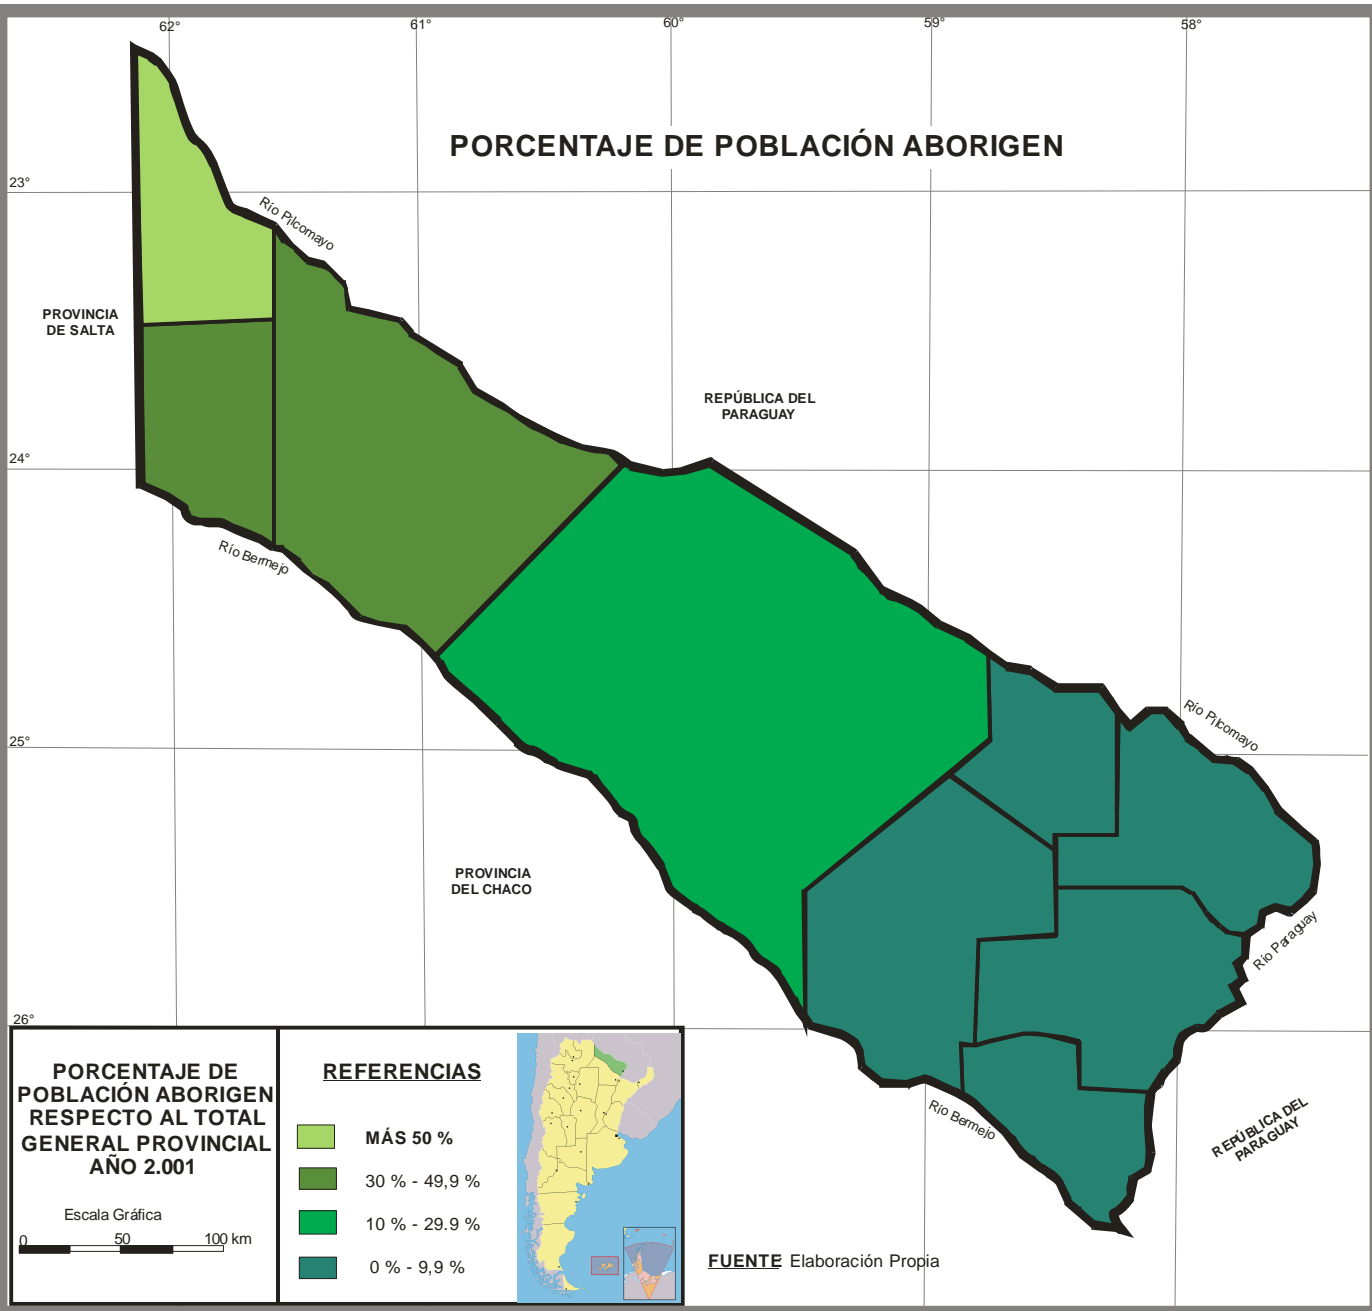 62°
61°
60°
59°
58°
PORCENTAJE DE POBLACIÓN ABORIGEN
23°
Río Pilcomayo
PROVINCIA
DE SALTA
REPÚBLICA DEL
PARAGUAY
24°
Río Bermejo
Río Pilcomayo
25°
PROVINCIA
DEL CHACO
Río Paraguay
26°
Río Bermejo
REPÚBLICA DEL
PARAGUAY
PORCENTAJE DE
POBLACIÓN ABORIGEN
RESPECTO AL TOTAL
GENERAL PROVINCIAL
AÑO 2.001
Escala Gráfica
0 50 100 km
REFERENCIAS
MÁS 50 %
30 % - 49,9 %
10 % - 29.9 %
0 % - 9,9 %
FUENTE: Elaboración Propia